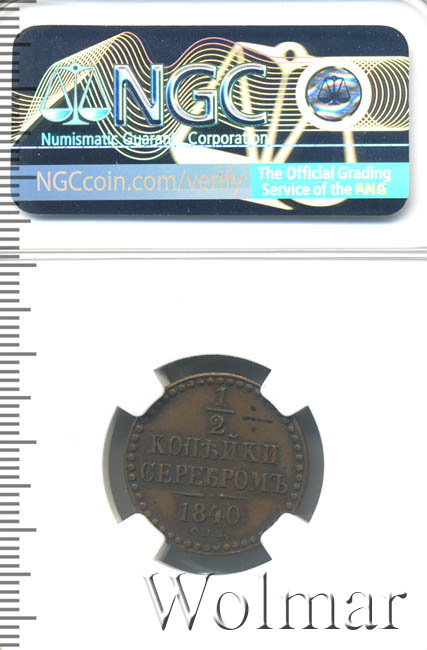 NGC
Numismatic Guaranty Corporation
NGCcoin.com/verify
The Official Grading
Service of the ANA
1/2
КОПѢЙКИ
СЕРЕБРОМЪ
1840
Wolmar